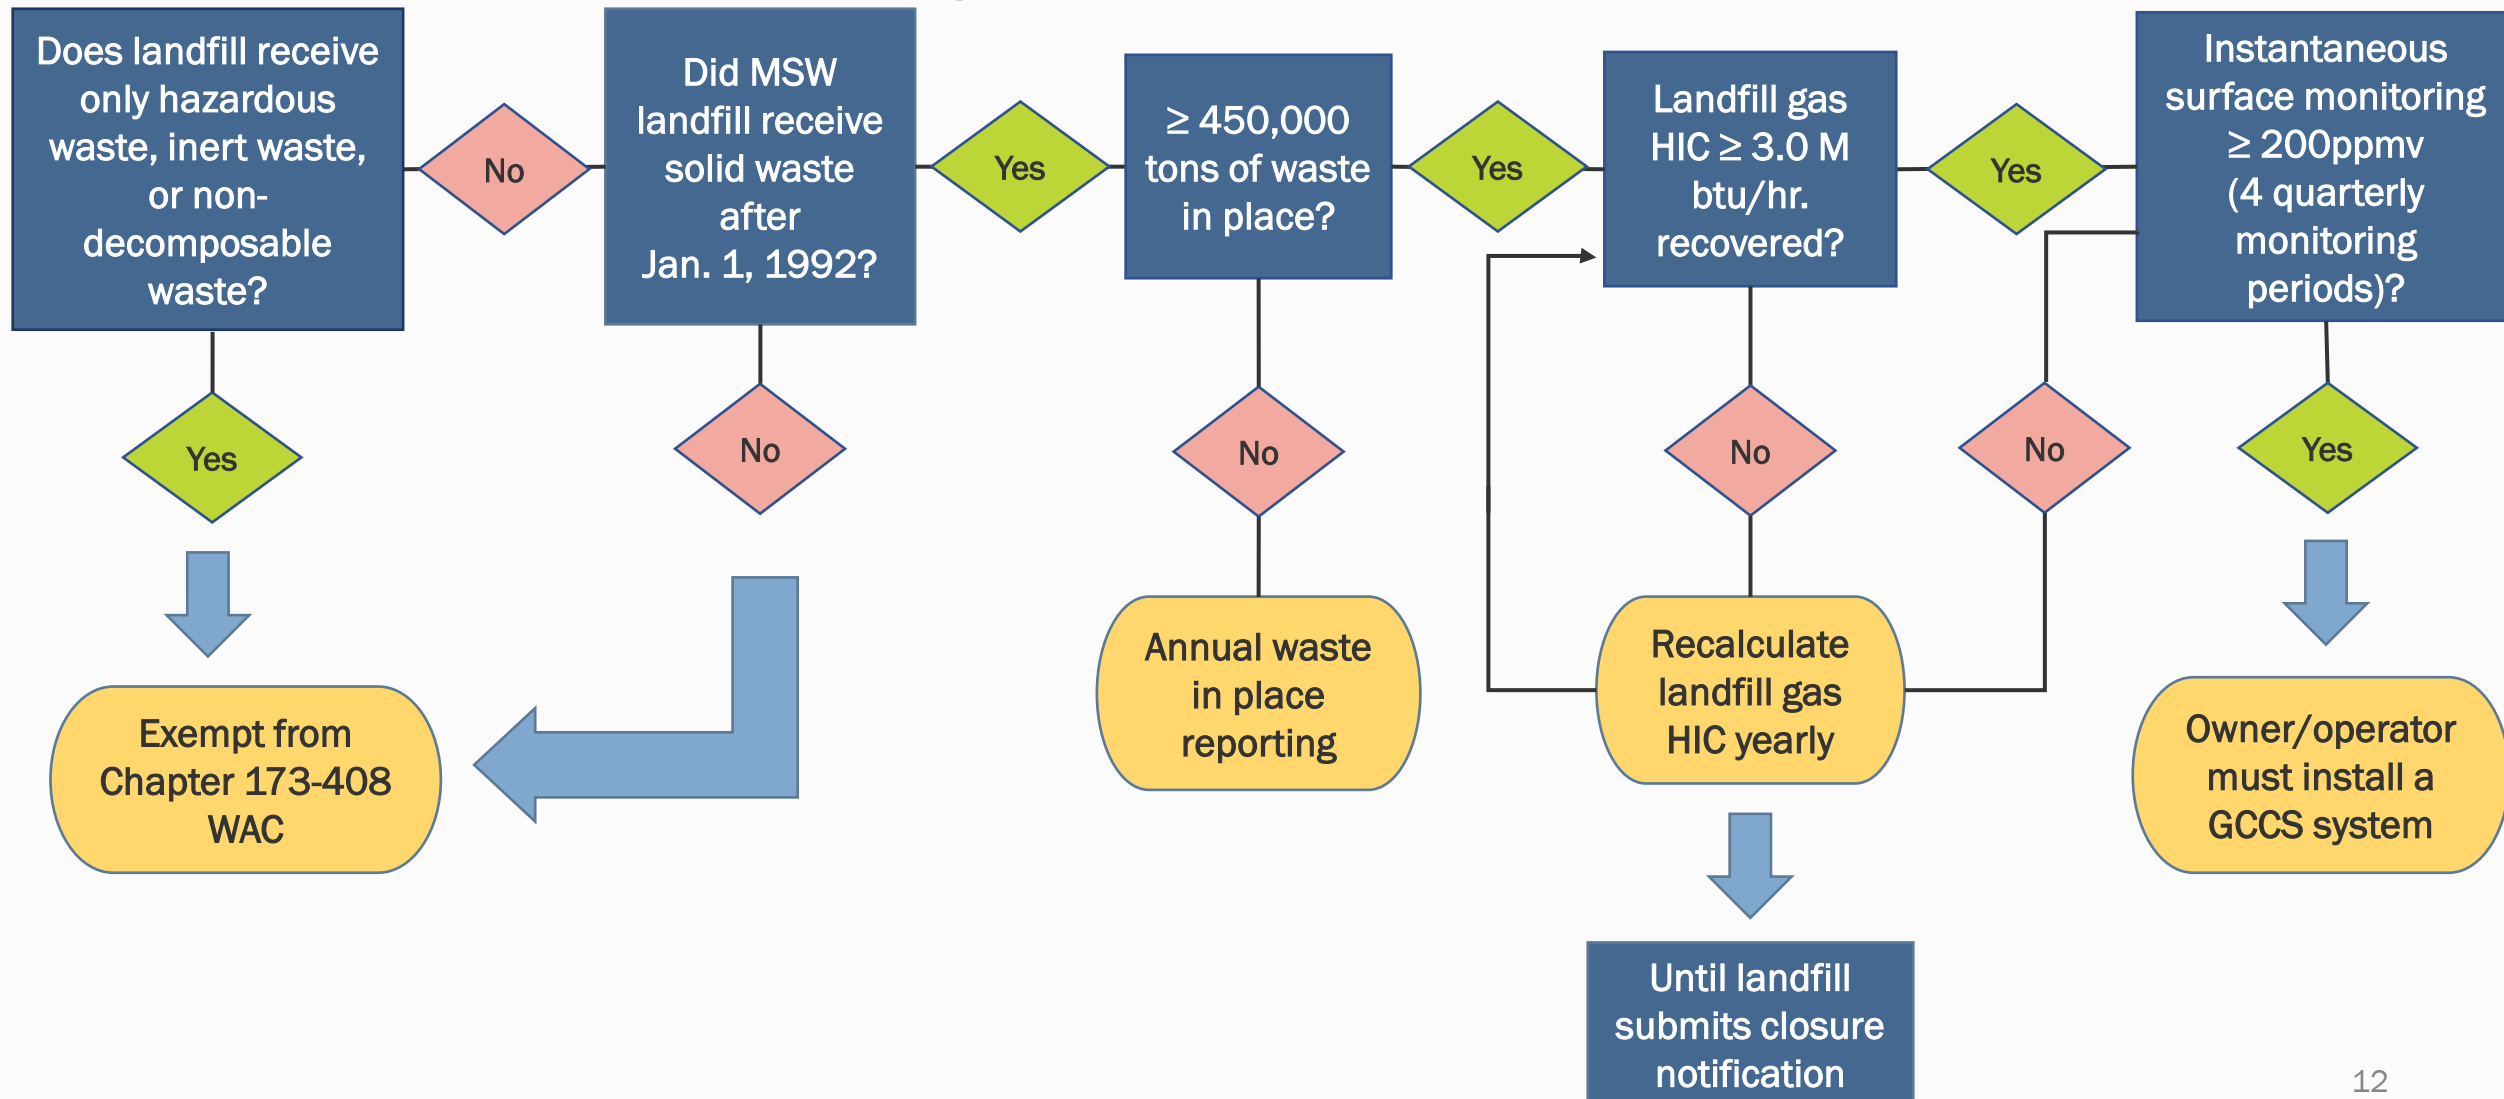 Does landfill receive
only hazardous
waste, inert waste,
or non-
decomposable
waste?
No
Did MSW
landfill receive
solid waste
after
Jan. 1, 1992?
Yes
≥ 450,000
tons of waste
in place?
Yes
Landfill gas
HIC ≥ 3.0 M
btu/hr.
recovered?
Yes
Instantaneous
surface monitoring
≥ 200ppmv
(4 quarterly
monitoring
periods)?
Yes
No
No
No
No
Yes
Exempt from
Chapter 173-408
WAC
Annual waste
in place
reporting
Recalculate
landfill gas
HIC yearly
Owner/operator
must install a
GCCS system
Until landfill
submits closure
notification
12